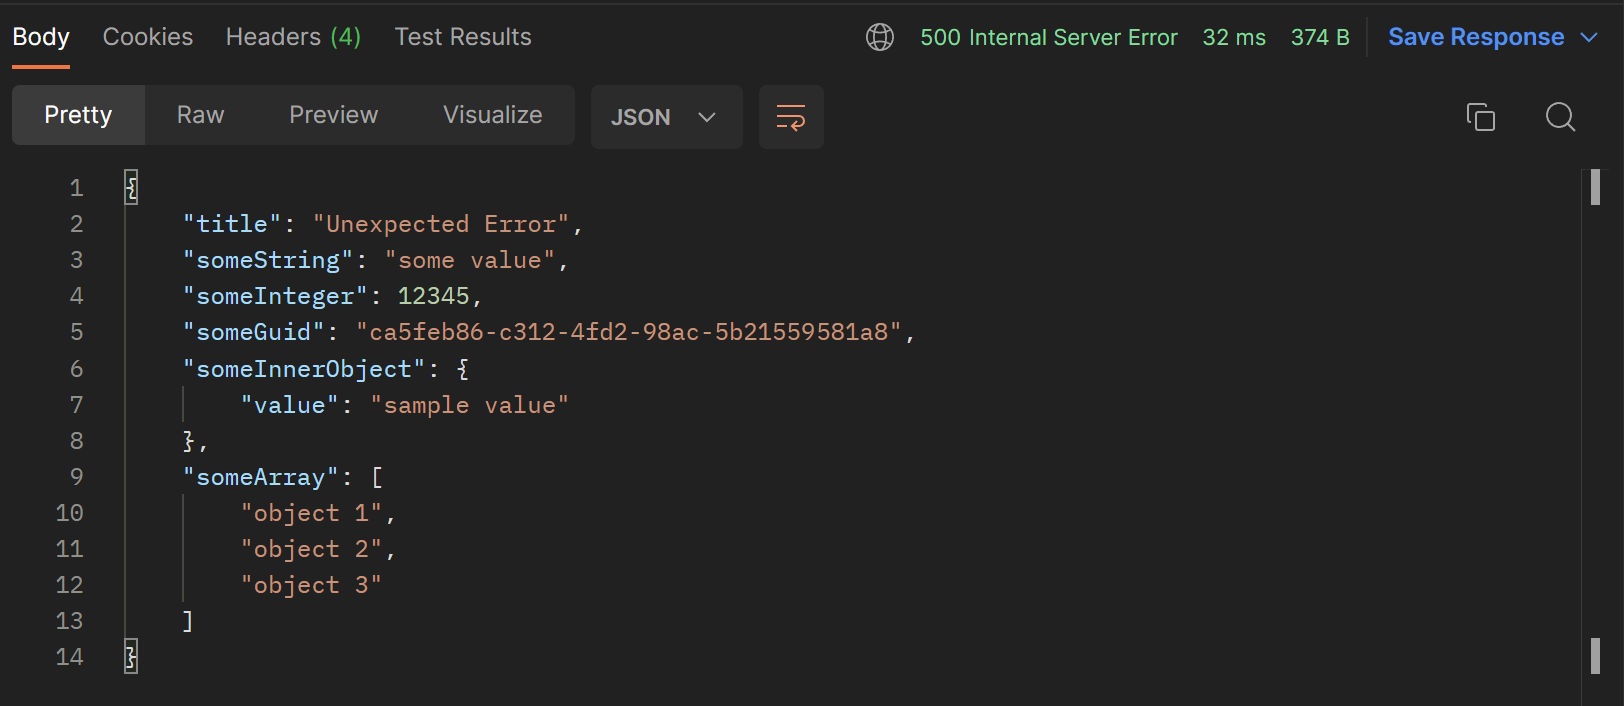 Body Cookies Headers (4) Test Results 500 Internal Server Error 32 ms 374 B Save Response
Pretty Raw Preview Visualize JSON
1 {
2 "title": "Unexpected Error",
3 "someString": "some value",
4 "someInteger": 12345,
5 "someGuid": "ca5feb86-c312-4fd2-98ac-5b21559581a8",
6 "someInnerObject": {
7 "value": "sample value"
8 },
9 "someArray": [
10 "object 1",
11 "object 2",
12 "object 3"
13 ]
14 }